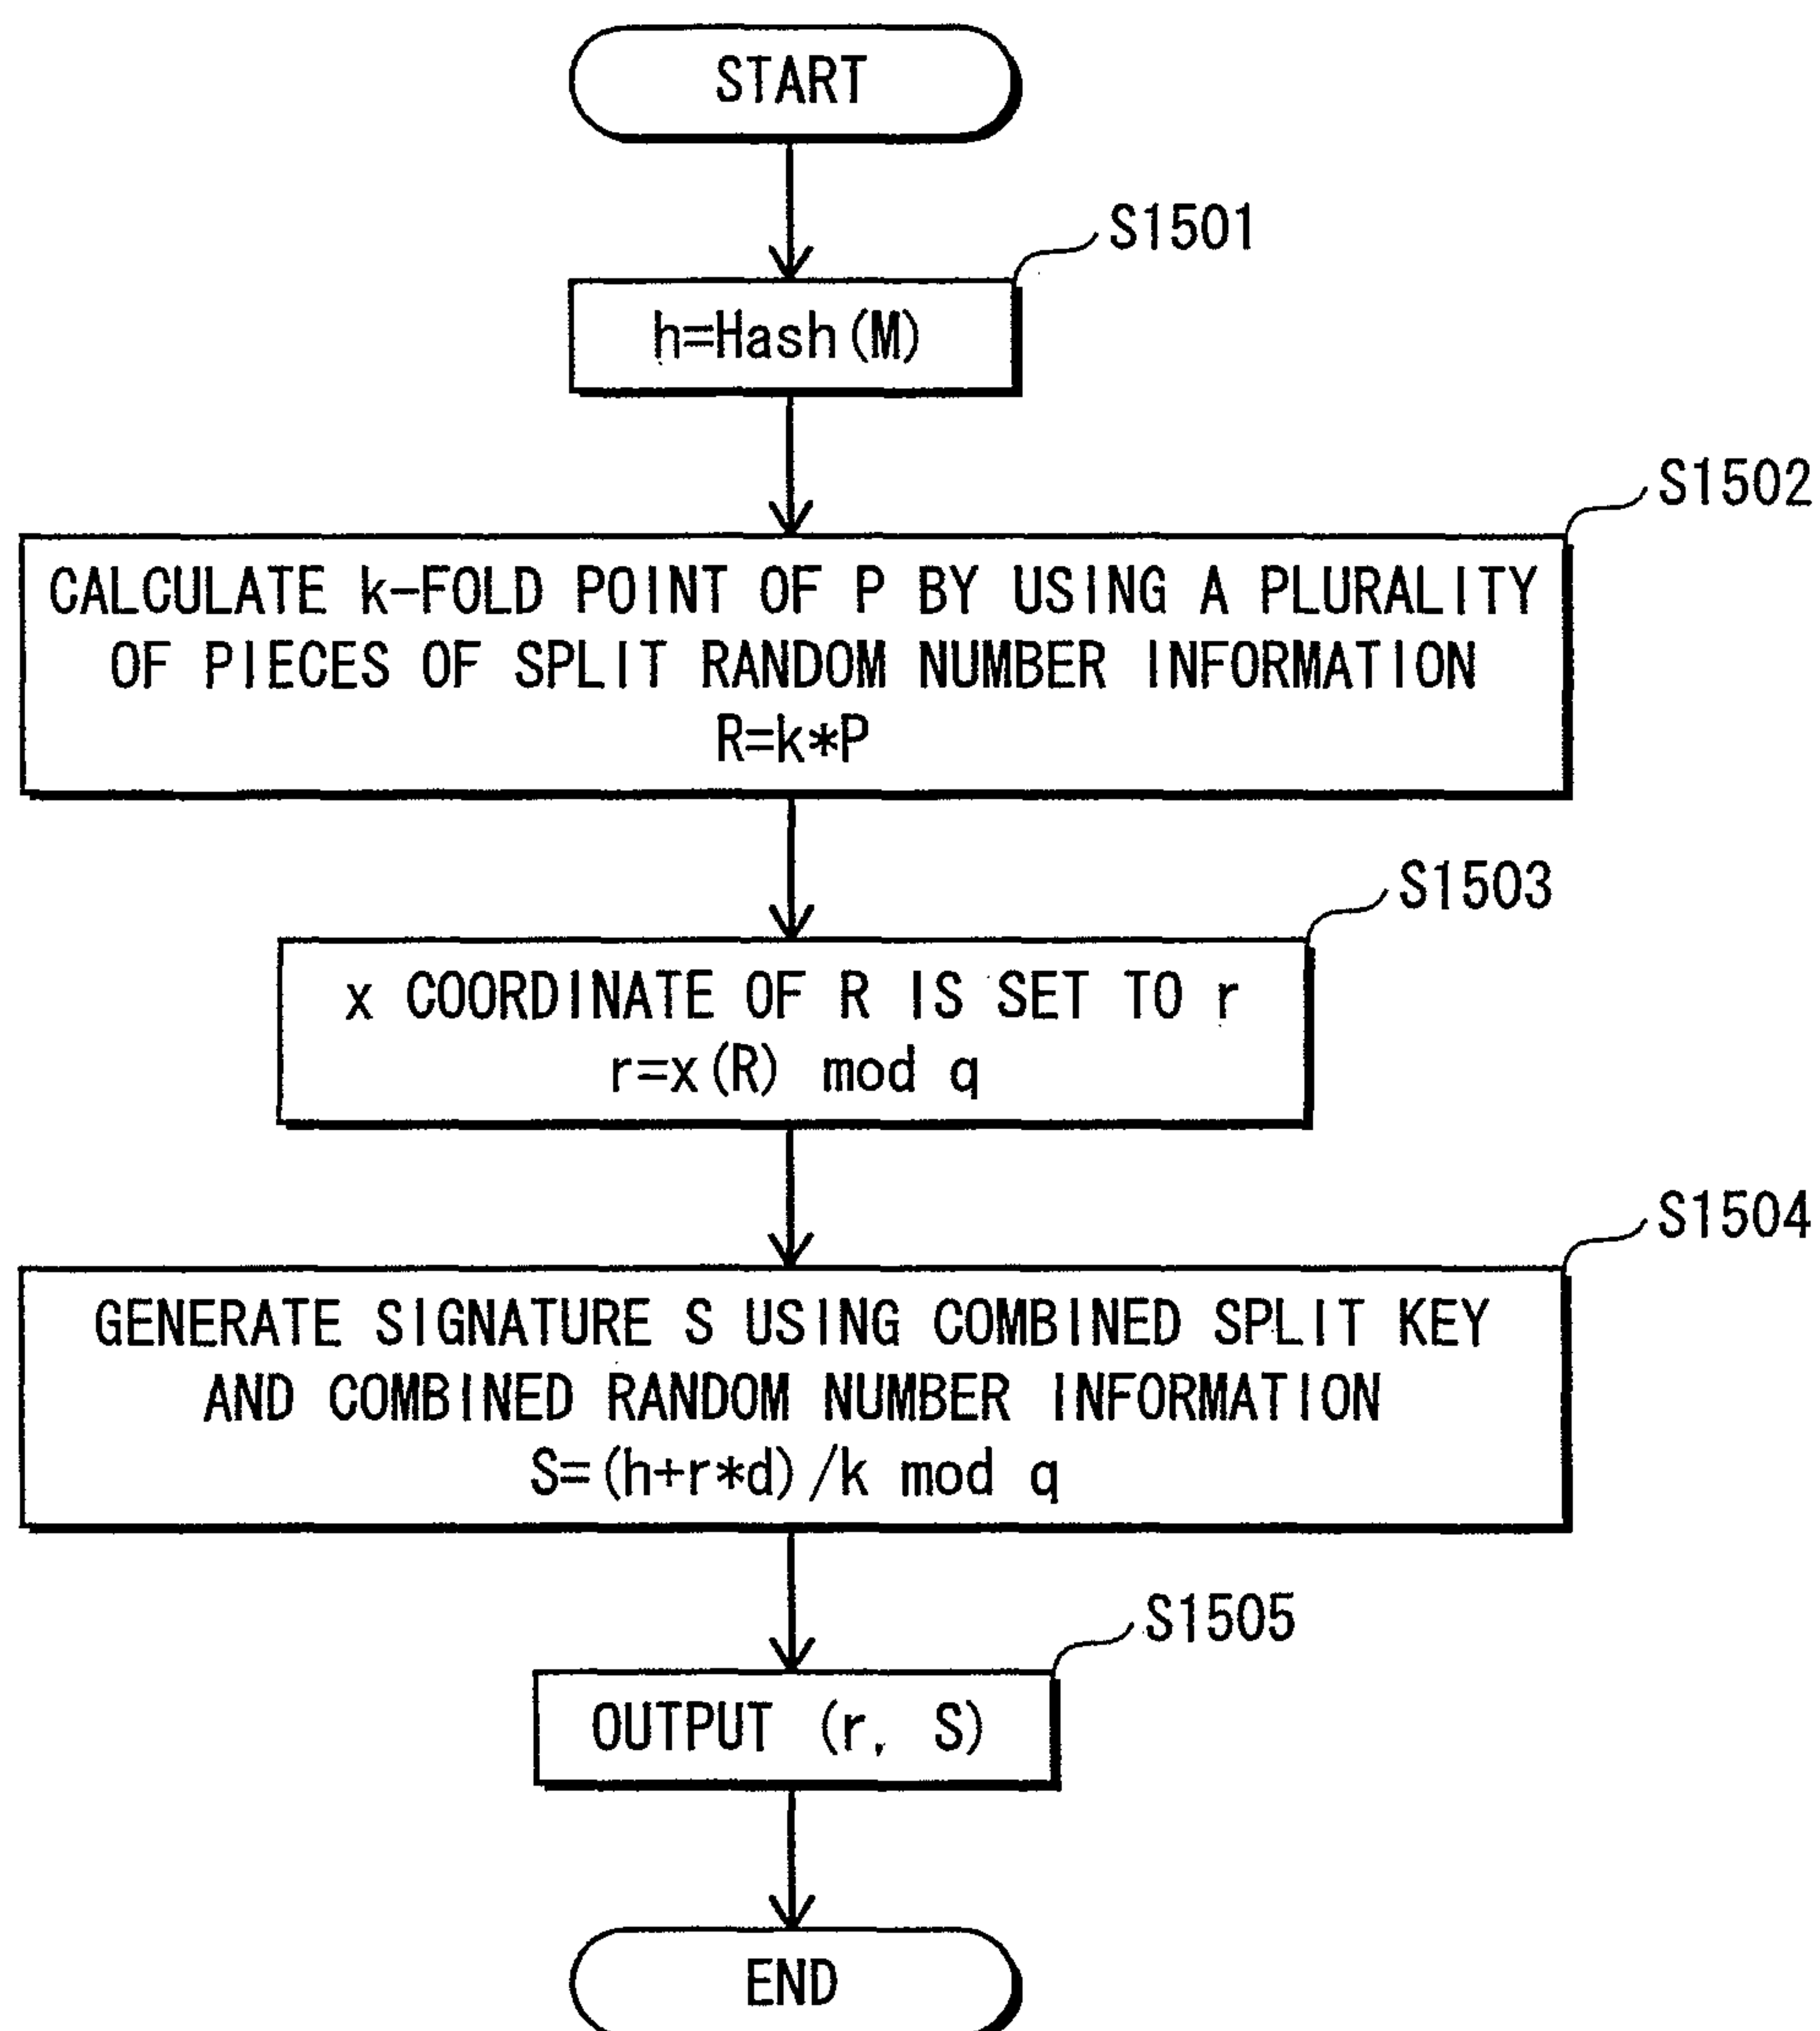 START
S1501
h=Hash(M)
S1502
CALCULATE k-FOLD POINT OF P BY USING A PLURALITY
OF PIECES OF SPLIT RANDOM NUMBER INFORMATION
R=k*P
S1503
x COORDINATE OF R IS SET TO r
r=x(R) mod q
S1504
GENERATE SIGNATURE S USING COMBINED SPLIT KEY
AND COMBINED RANDOM NUMBER INFORMATION
S=(h+r*d)/k mod q
S1505
OUTPUT (r, S)
END